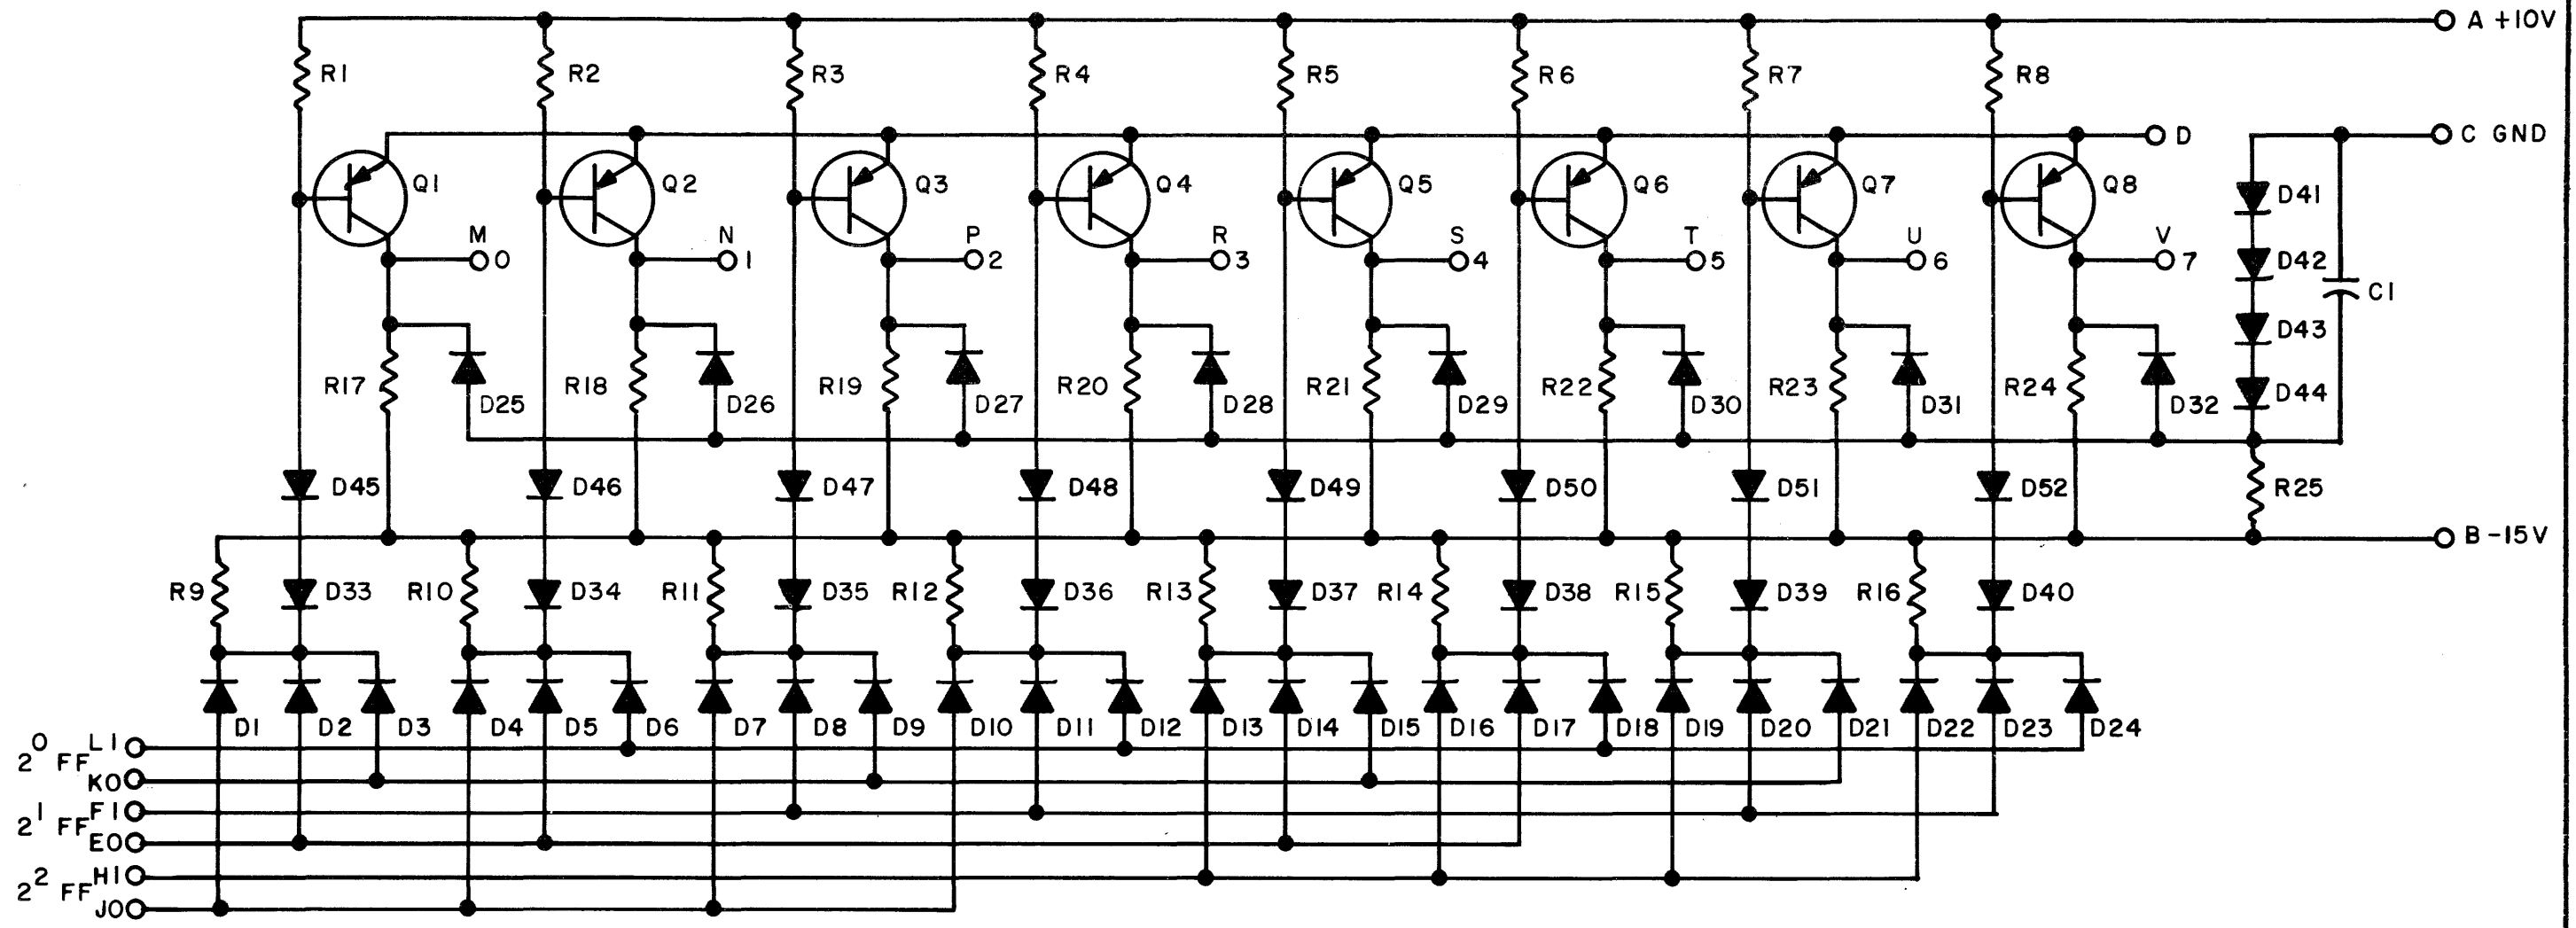 A +10V
R1 R2 R3 R4 R5 R6 R7 R8
D C GND
Q1 Q2 Q3 Q4 Q5 Q6 Q7 Q8 D41
M N P R S T U V
0 1 2 3 4 5 6 7 D42
C1
D43
R17 R18 R19 R20 R21 R22 R23 R24 D44
D25 D26 D27 D28 D29 D30 D31 D32
D45 D46 D47 D48 D49 D50 D51 D52 R25
B -15V
R9 D33 R10 D34 R11 D35 R12 D36 R13 D37 R14 D38 R15 D39 R16 D40
D1 D2 D3 D4 D5 D6 D7 D8 D9 D10 D11 D12 D13 D14 D15 D16 D17 D18 D19 D20 D21 D22 D23 D24
2⁰ FF L1
K0
2¹ FF F1
E0
2² FF H1
J0